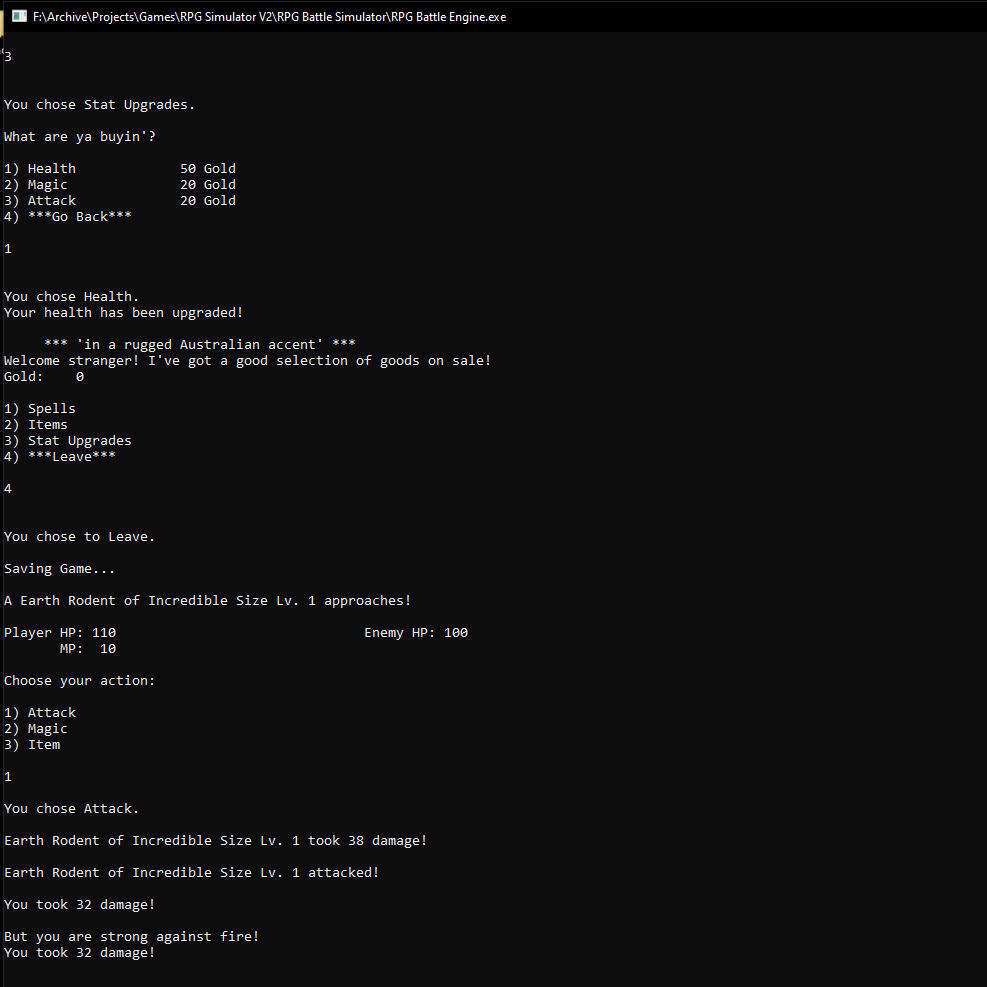 F:\Archive\Projects\Games\RPG Simulator V2\RPG Battle Simulator\RPG Battle Engine.exe
3
You chose Stat Upgrades.
What are ya buyin'?
1) Health 50 Gold
2) Magic 20 Gold
3) Attack 20 Gold
4) ***Go Back***
1
You chose Health.
Your health has been upgraded!
*** 'in a rugged Australian accent' ***
Welcome stranger! I've got a good selection of goods on sale!
Gold: 0
1) Spells
2) Items
3) Stat Upgrades
4) ***Leave***
4
You chose to Leave.
Saving Game...
A Earth Rodent of Incredible Size Lv. 1 approaches!
Player HP: 110 Enemy HP: 100
MP: 10
Choose your action:
1) Attack
2) Magic
3) Item
1
You chose Attack.
Earth Rodent of Incredible Size Lv. 1 took 38 damage!
Earth Rodent of Incredible Size Lv. 1 attacked!
You took 32 damage!
But you are strong against fire!
You took 32 damage!